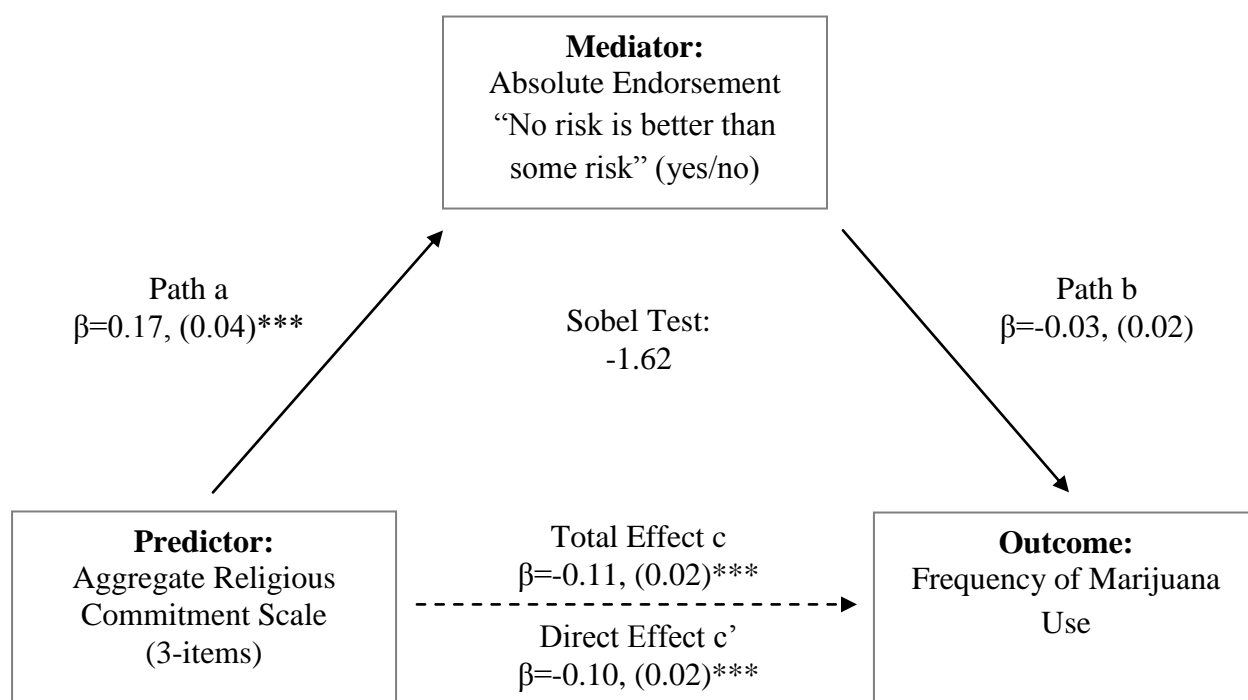 Mediator:
Absolute Endorsement
“No risk is better than
some risk” (yes/no)
Path a
β=0.17, (0.04)***
Sobel Test:
-1.62
Path b
β=-0.03, (0.02)
Predictor:
Aggregate Religious
Commitment Scale
(3-items)
Total Effect c
β=-0.11, (0.02)***
Direct Effect c’
β=-0.10, (0.02)***
Outcome:
Frequency of Marijuana
Use